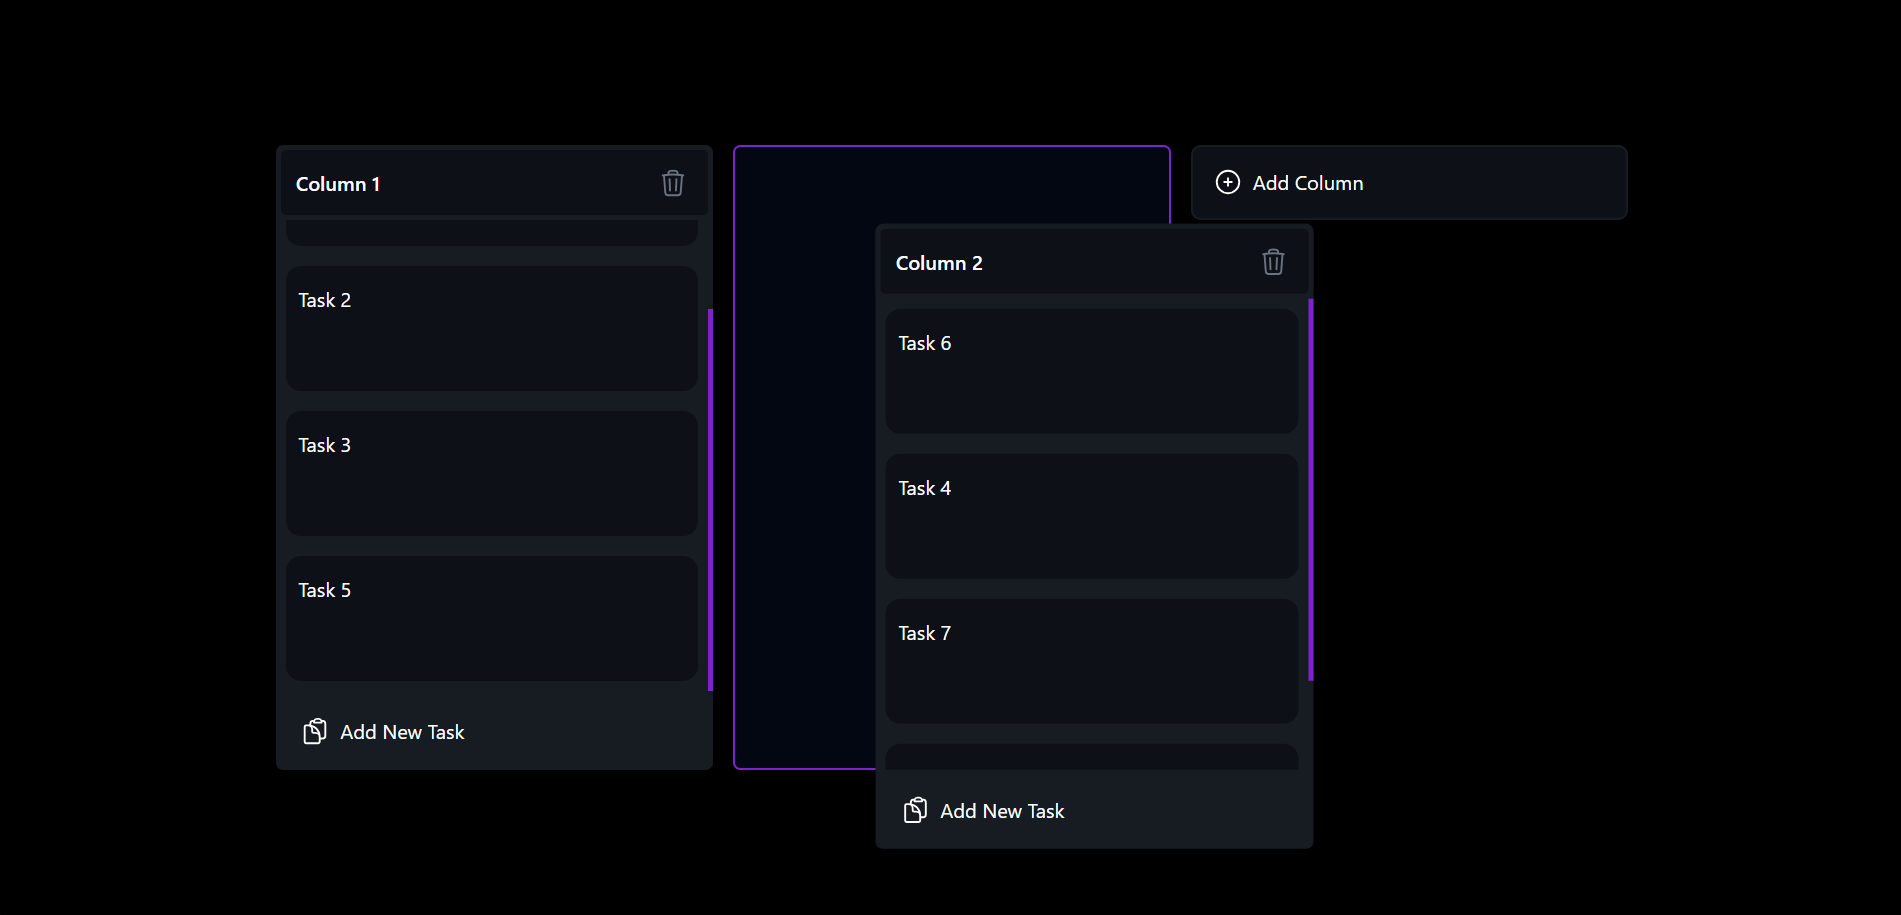 Column 1
Task 2
Task 3
Task 5
Add New Task
Column 2
Task 6
Task 4
Task 7
Add New Task
Add Column